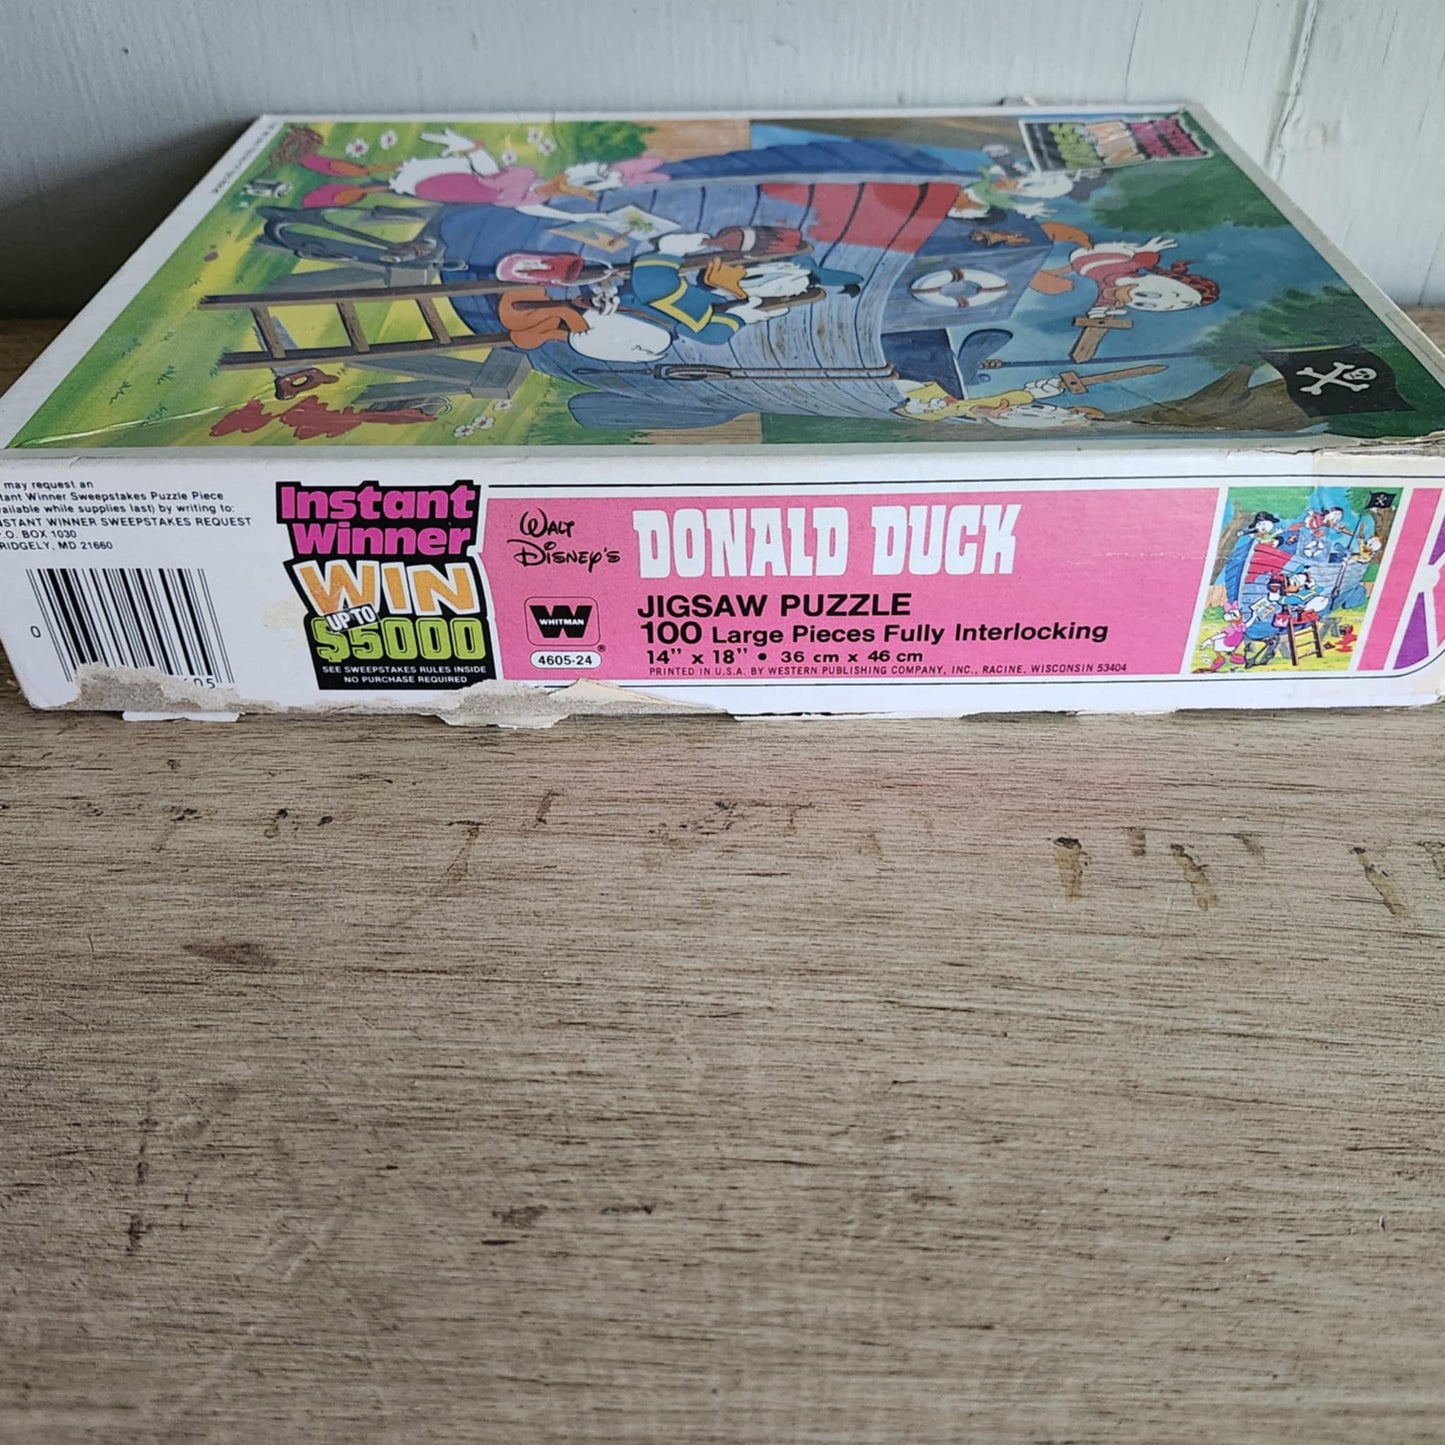 may request an
tant Winner Sweepstakes Puzzle Piece
ailable while supplies last) by writing to:
NSTANT WINNER SWEEPSTAKES REQUEST
.O. BOX 1030
RIDGELY, MD 21660
0
Instant
Winner
WIN
UP TO
$5000
SEE SWEEPSTAKES RULES INSIDE
NO PURCHASE REQUIRED
WALT
DISNEY'S
DONALD DUCK
WHITMAN
®
4605-24
JIGSAW PUZZLE
100 Large Pieces Fully Interlocking
14" x 18" • 36 cm x 46 cm
PRINTED IN U.S.A. BY WESTERN PUBLISHING COMPANY, INC., RACINE, WISCONSIN 53404